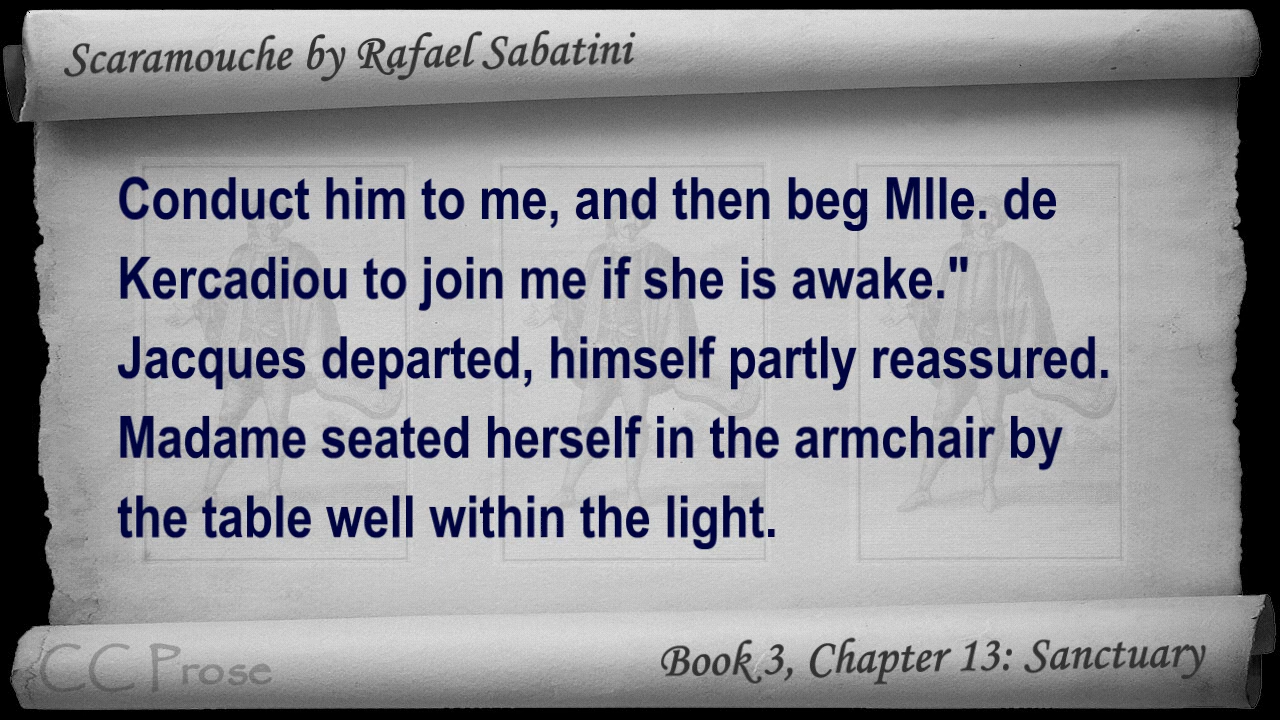 Scaramouche by Rafael Sabatini
Conduct him to me, and then beg Mlle. de
Kercadiou to join me if she is awake."
Jacques departed, himself partly reassured.
Madame seated herself in the armchair by
the table well within the light.
CC Prose
Book 3, Chapter 13: Sanctuary